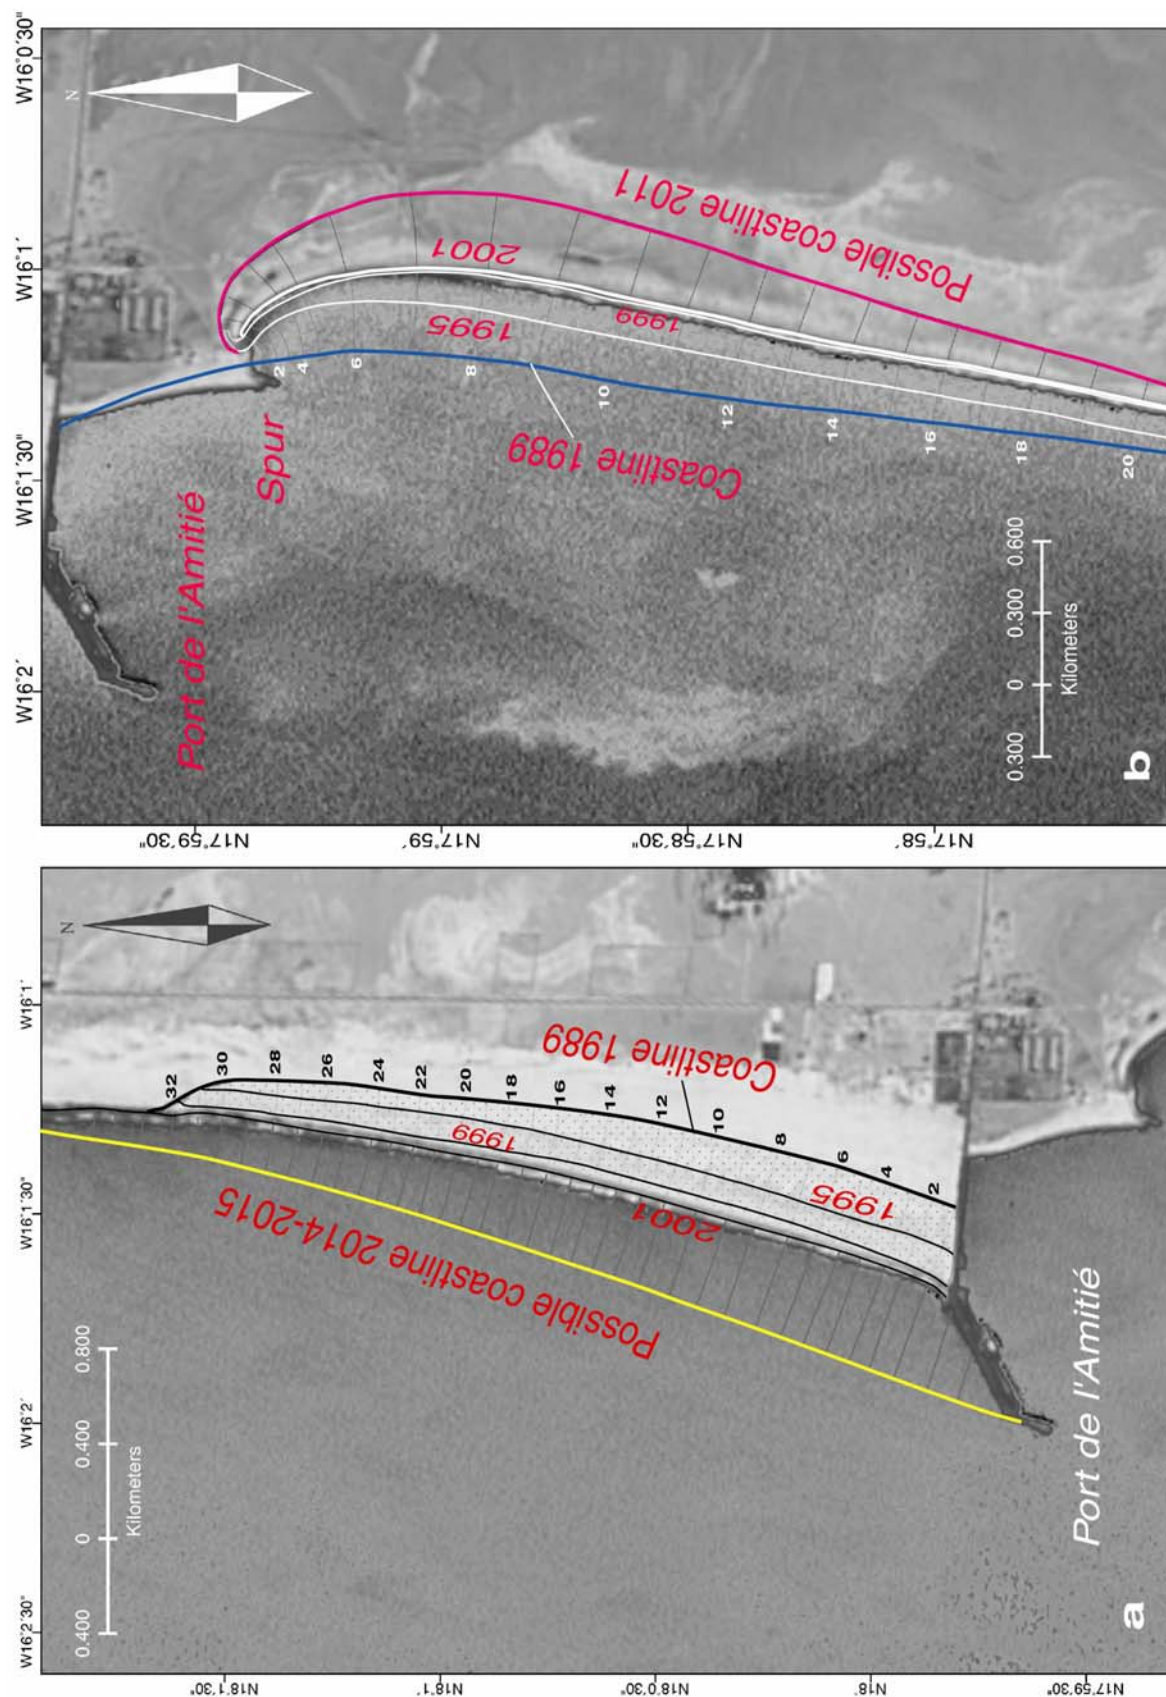 W16°2'
W16°1'30"
W16°1'
W16°0'30"
N
Port de l'Amitié
Spur
Coastline 1989
1995
1999
2001
Possible coastline 2011
2
4
6
8
10
12
14
16
18
20
0.300 0 0.300 0.600
Kilometers
b
N17°59'30"
N17°59'
N17°58'30"
N17°58'
W16°2'30"
W16°2'
W16°1'30"
W16°1'
N
0.400 0 0.400 0.800
Kilometers
Possible coastline 2014-2015
2001
1999
1995
Coastline 1989
32
30
28
26
24
22
20
18
16
14
12
10
8
6
4
2
Port de l'Amitié
a
N18°1'30"
N18°1'
N18°0'30"
N18°
N17°59'30"